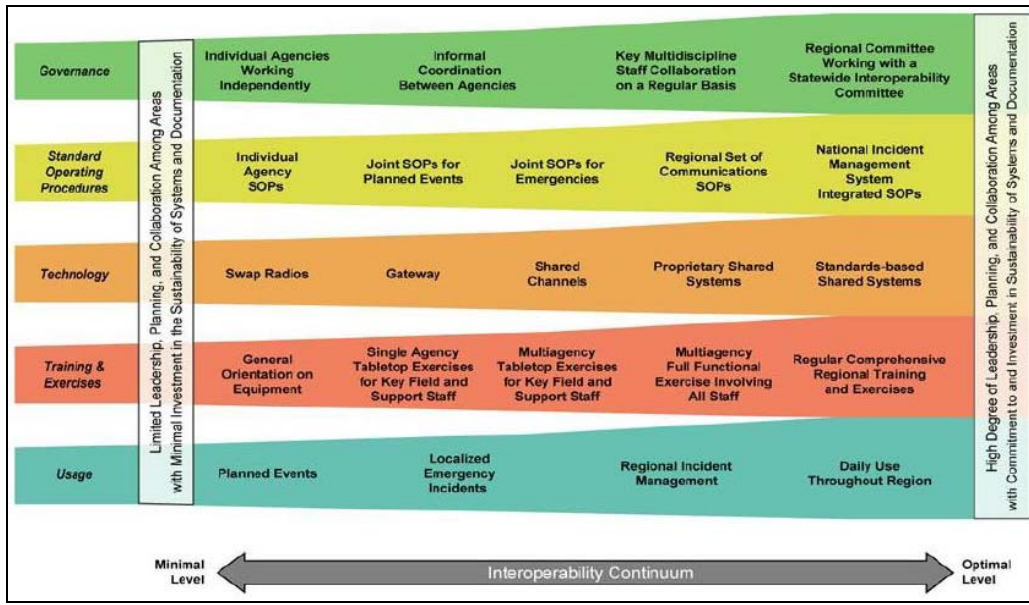 Limited Leadership, Planning, and Collaboration Among Areas
with Minimal Investment in the Sustainability of Systems and Documentation
High Degree of Leadership, Planning, and Collaboration Among Areas
with Commitment to and Investment in Sustainability of Systems and Documentation
Governance
Individual Agencies
Working
Independently
Informal
Coordination
Between Agencies
Key Multidiscipline
Staff Collaboration
on a Regular Basis
Regional Committee
Working with a
Statewide Interoperability
Committee
Standard
Operating
Procedures
Individual
Agency
SOPs
Joint SOPs for
Planned Events
Joint SOPs for
Emergencies
Regional Set of
Communications
SOPs
National Incident
Management
System
Integrated SOPs
Technology
Swap Radios
Gateway
Shared
Channels
Proprietary Shared
Systems
Standards-based
Shared Systems
Training &
Exercises
General
Orientation on
Equipment
Single Agency
Tabletop Exercises
for Key Field and
Support Staff
Multiagency
Tabletop Exercises
for Key Field and
Support Staff
Multiagency
Full Functional
Exercise Involving
All Staff
Regular Comprehensive
Regional Training
and Exercises
Usage
Planned Events
Localized
Emergency
Incidents
Regional Incident
Management
Daily Use
Throughout Region
Minimal
Level
Interoperability Continuum
Optimal
Level